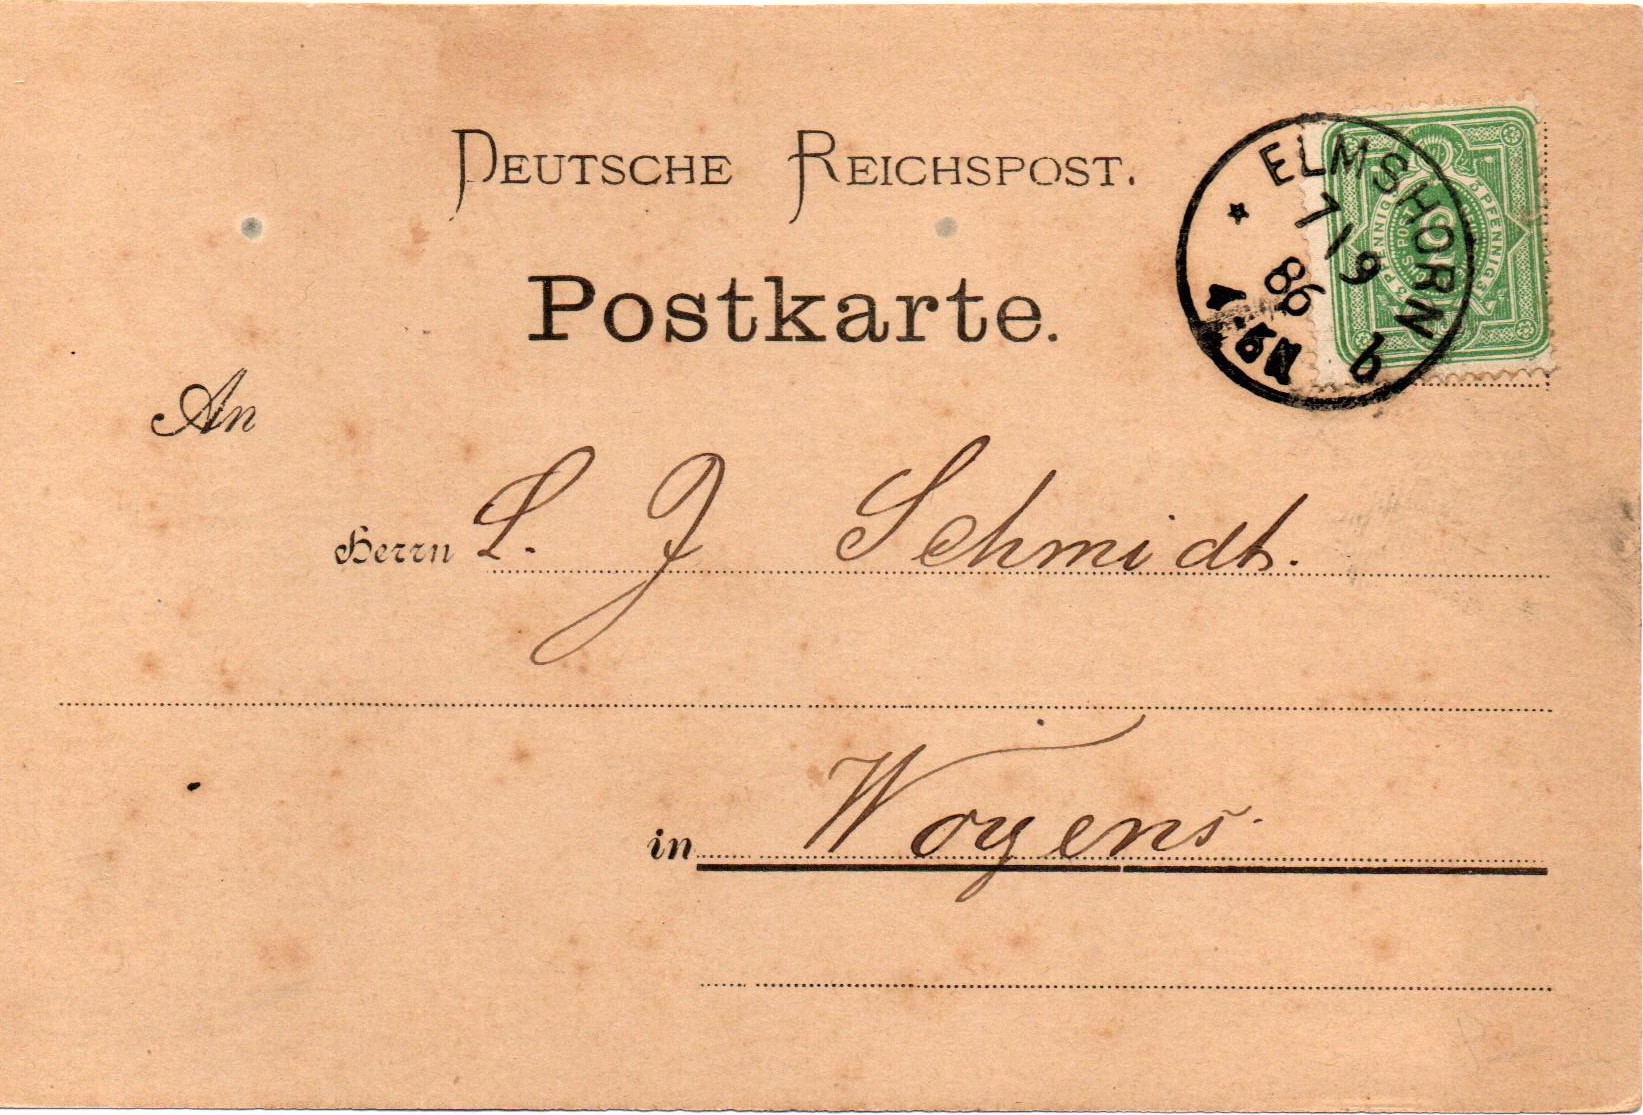 DEUTSCHE REICHSPOST.
Postkarte.
ELMSHORN
7/9
86
b
An
Herrn L. J. Schmidt.
in Woyens.